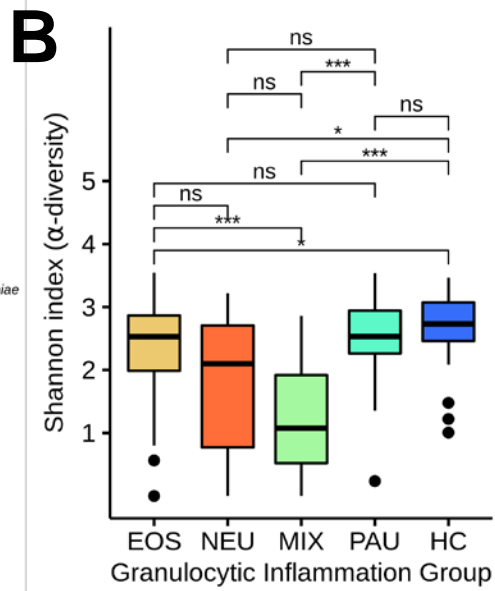 B
ns
***
ns
ns
*
***
ns
ns
***
*
5
4
3
2
1
Shannon index (α-diversity)
iae
EOS NEU MIX PAU HC
Granulocytic Inflammation Group